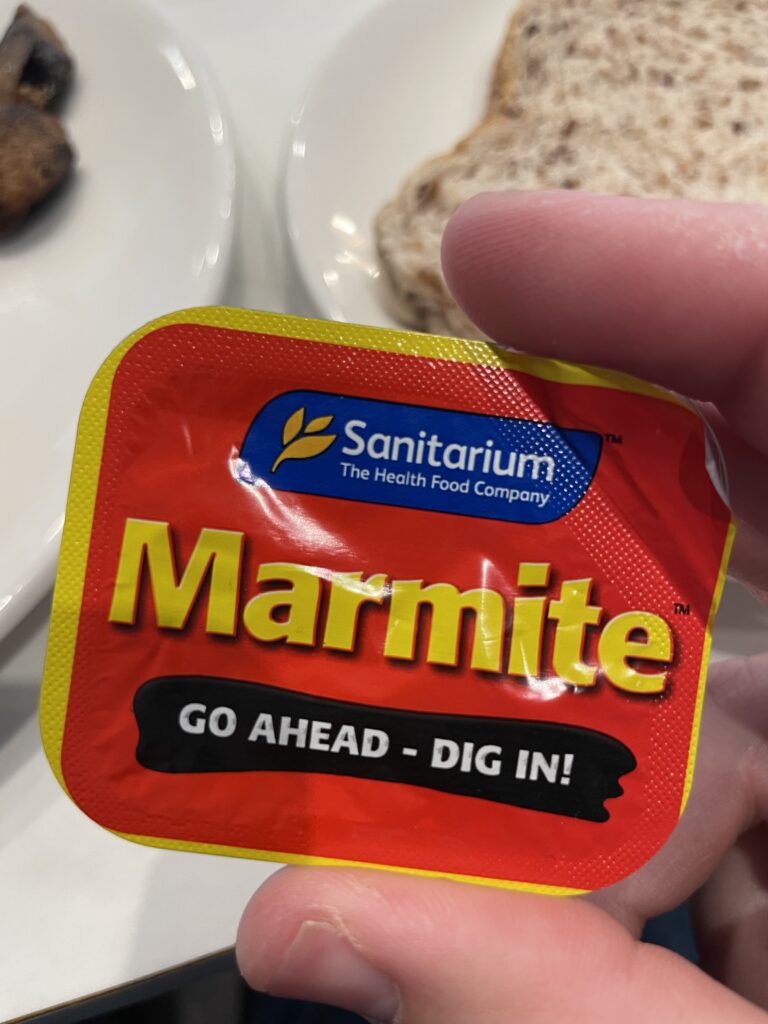 Sanitarium™
The Health Food Company
Marmite™
GO AHEAD - DIG IN!